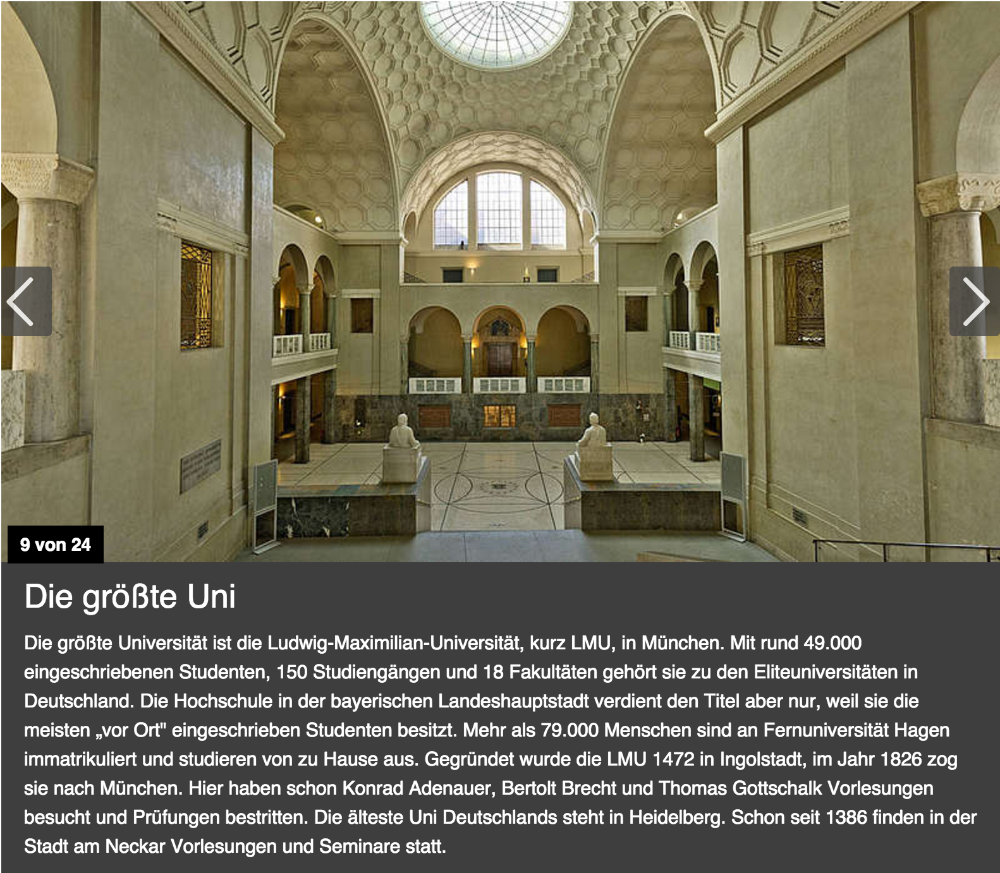 9 von 24
Die größte Uni
Die größte Universität ist die Ludwig-Maximilian-Universität, kurz LMU, in München. Mit rund 49.000
eingeschriebenen Studenten, 150 Studiengängen und 18 Fakultäten gehört sie zu den Eliteuniversitäten in
Deutschland. Die Hochschule in der bayerischen Landeshauptstadt verdient den Titel aber nur, weil sie die
meisten „vor Ort" eingeschrieben Studenten besitzt. Mehr als 79.000 Menschen sind an Fernuniversität Hagen
immatrikuliert und studieren von zu Hause aus. Gegründet wurde die LMU 1472 in Ingolstadt, im Jahr 1826 zog
sie nach München. Hier haben schon Konrad Adenauer, Bertolt Brecht und Thomas Gottschalk Vorlesungen
besucht und Prüfungen bestritten. Die älteste Uni Deutschlands steht in Heidelberg. Schon seit 1386 finden in der
Stadt am Neckar Vorlesungen und Seminare statt.